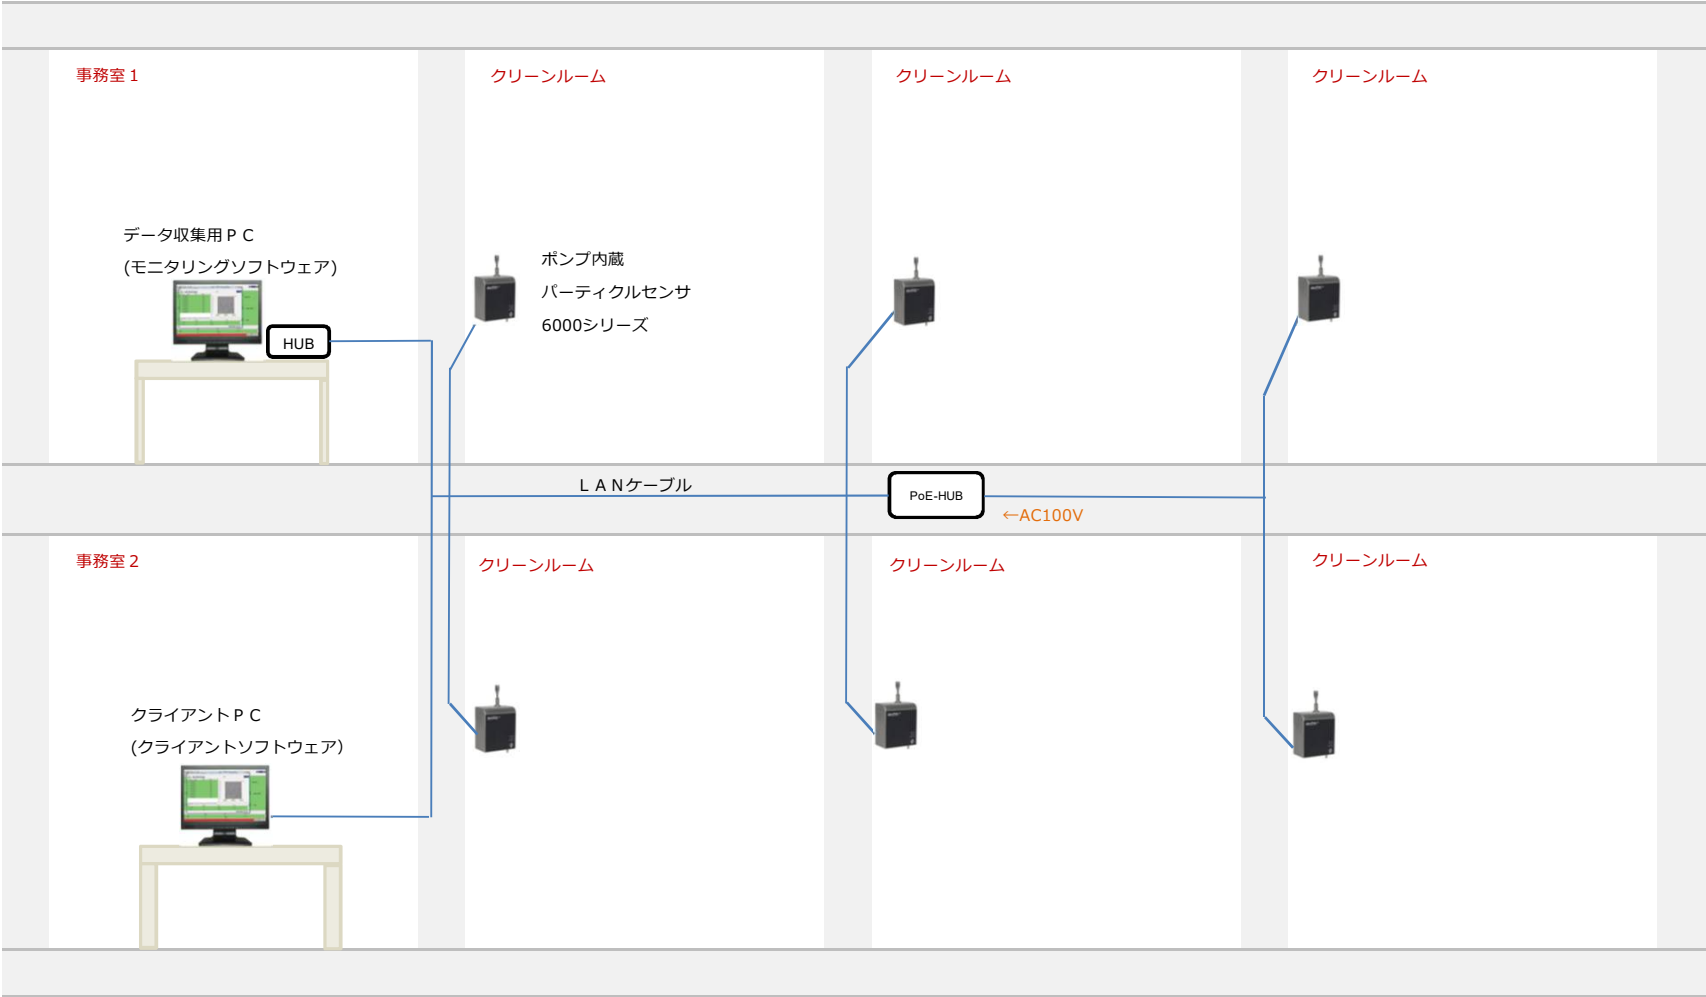 事務室１
クリーンルーム
クリーンルーム
クリーンルーム
データ収集用ＰＣ
(モニタリングソフトウェア)
ポンプ内蔵
パーティクルセンサ
6000シリーズ
HUB
ＬＡＮケーブル
PoE-HUB
←AC100V
事務室２
クリーンルーム
クリーンルーム
クリーンルーム
クライアントＰＣ
(クライアントソフトウェア）